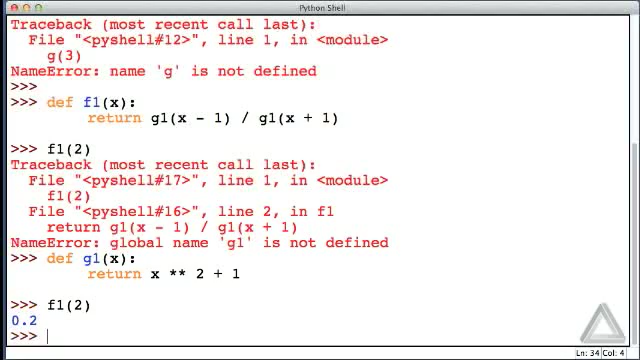 Python Shell
Traceback (most recent call last):
  File "<pyshell#12>", line 1, in <module>
    g(3)
NameError: name 'g' is not defined
>>>
>>> def f1(x):
        return g1(x - 1) / g1(x + 1)
>>> f1(2)
Traceback (most recent call last):
  File "<pyshell#17>", line 1, in <module>
    f1(2)
  File "<pyshell#16>", line 2, in f1
    return g1(x - 1) / g1(x + 1)
NameError: global name 'g1' is not defined
>>> def g1(x):
        return x ** 2 + 1
>>> f1(2)
0.2
>>>
Ln: 34 Col: 4